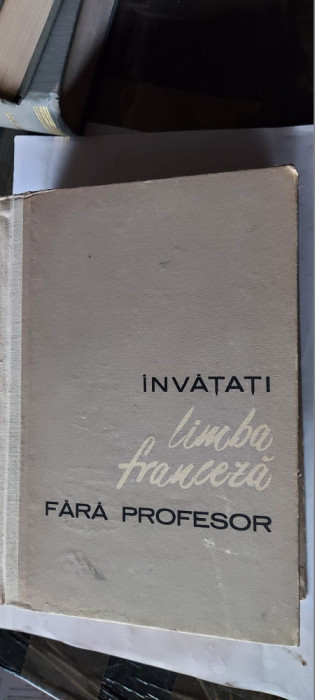 ÎNVĂȚAȚI
limba
franceză
FĂRĂ PROFESOR